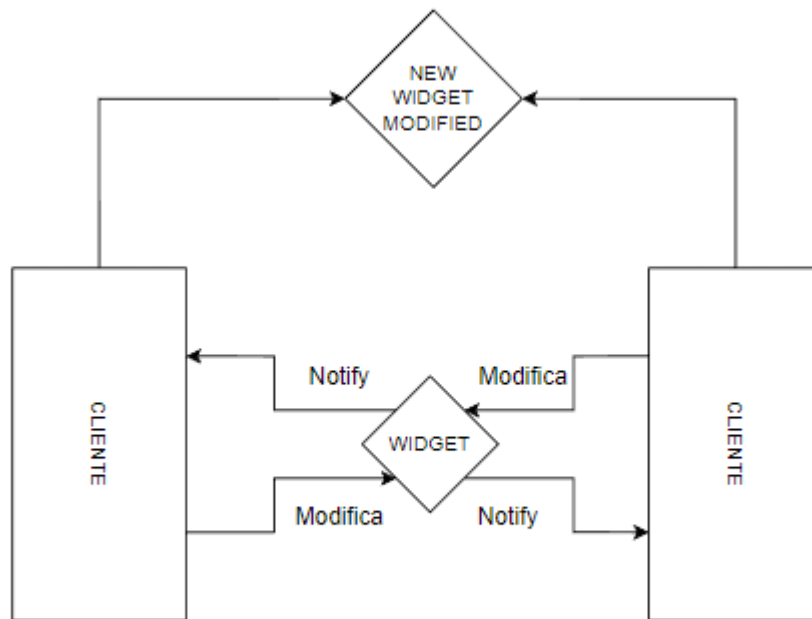 NEW
WIDGET
MODIFIED
Notify
Modifica
CLIENTE
WIDGET
CLIENTE
Modifica
Notify